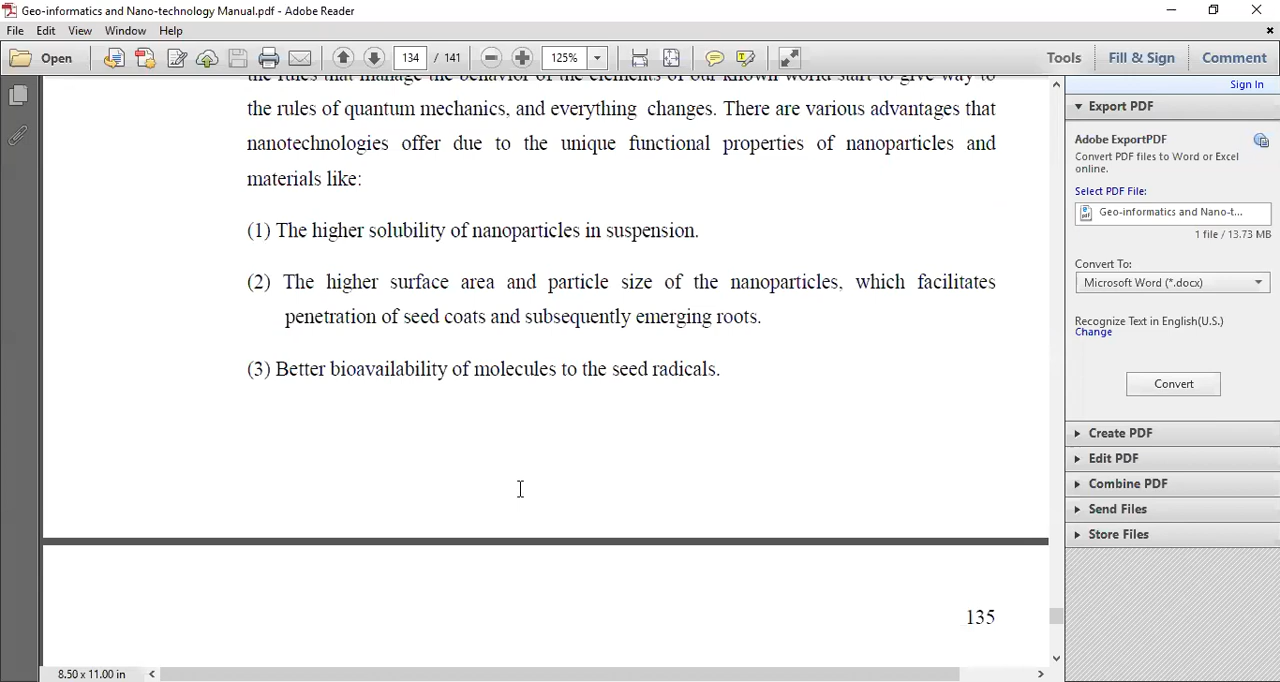 Geo-informatics and Nano-technology Manual.pdf - Adobe Reader
File Edit View Window Help
Open 134 / 141 125% Tools Fill & Sign Comment
Sign In
the rules that manage the behavior of the elements of our known world start to give way to
the rules of quantum mechanics, and everything changes. There are various advantages that
nanotechnologies offer due to the unique functional properties of nanoparticles and
materials like:
(1) The higher solubility of nanoparticles in suspension.
(2) The higher surface area and particle size of the nanoparticles, which facilitates
penetration of seed coats and subsequently emerging roots.
(3) Better bioavailability of molecules to the seed radicals.
135
8.50 x 11.00 in
Export PDF
Adobe ExportPDF
Convert PDF files to Word or Excel
online.
Select PDF File:
Geo-informatics and Nano-t...
1 file / 13.73 MB
Convert To:
Microsoft Word (*.docx)
Recognize Text in English(U.S.)
Change
Convert
Create PDF
Edit PDF
Combine PDF
Send Files
Store Files